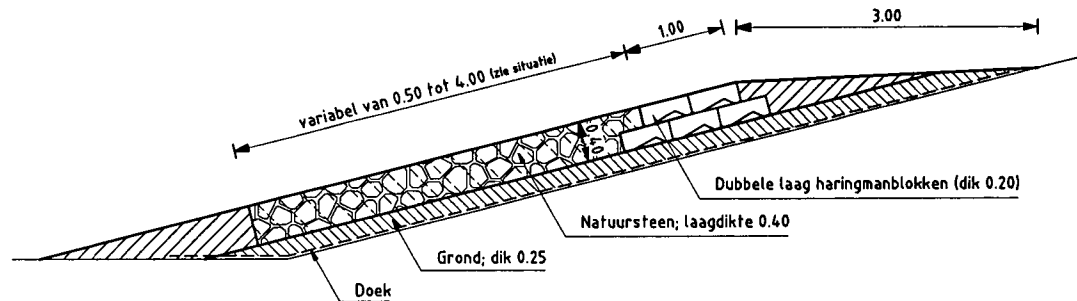 3.00
1.00
variabel van 0.50 tot 4.00 (zie situatie)
0.40
Dubbele laag haringmanblokken (dik 0.20)
Natuursteen; laagdikte 0.40
Grond; dik 0.25
Doek